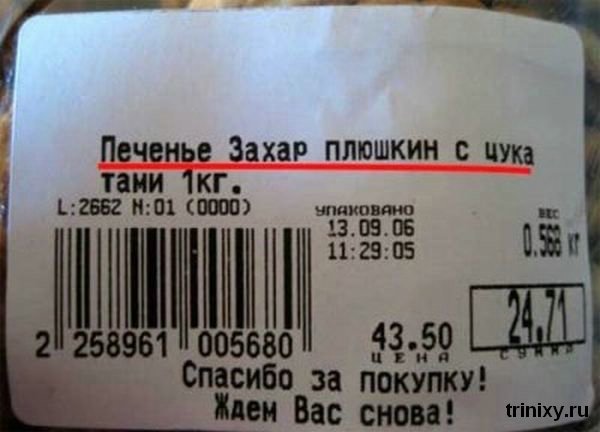 Печенье Захар плюшкин с цука
тами 1кг.
L:2662 N:01 (0000)
УПАКОВАНО
ВЕС
13.09.06
0.568 кг
11:29:05
24.71
СУММА
43.50
ЦЕНА
2 258961 005680
Спасибо за покупку!
Ждем Вас снова!
trinixy.ru